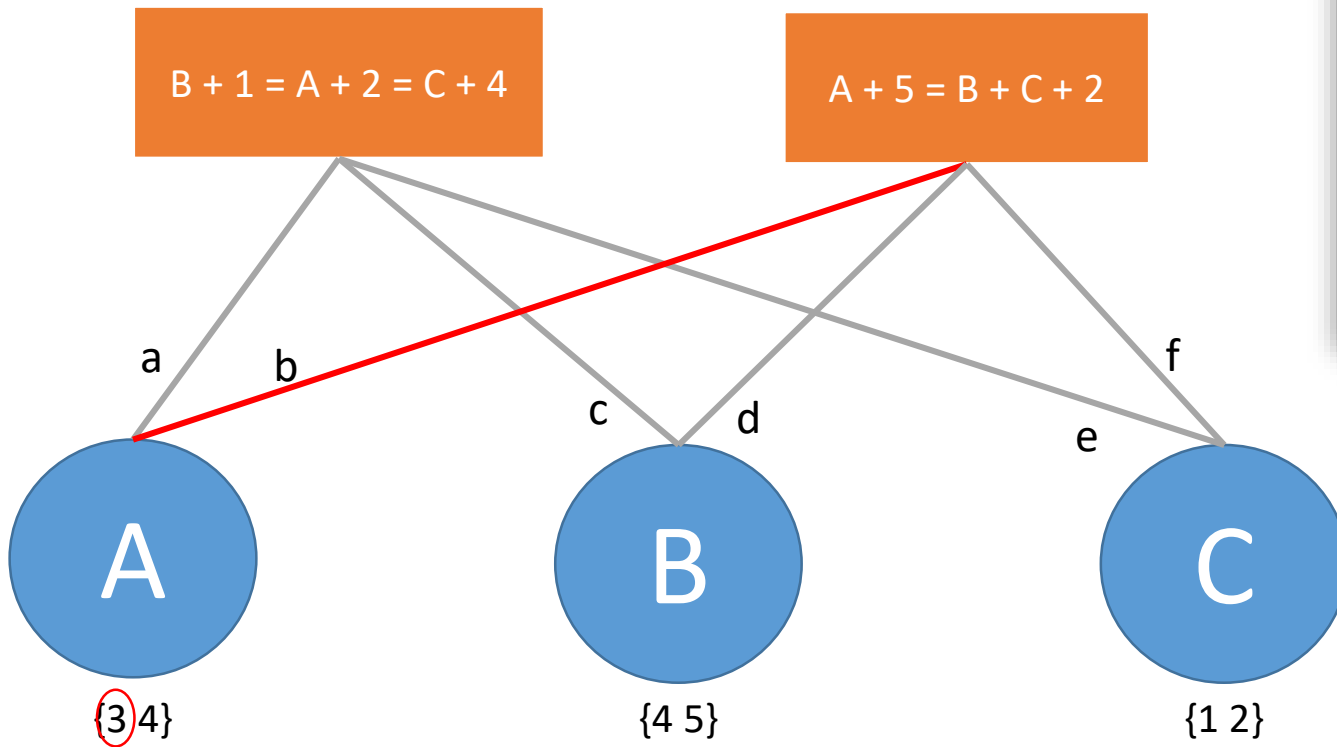 B + 1 = A + 2 = C + 4
A + 5 = B + C + 2
a
b
c
d
e
f
A
B
C
{3 4}
{4 5}
{1 2}